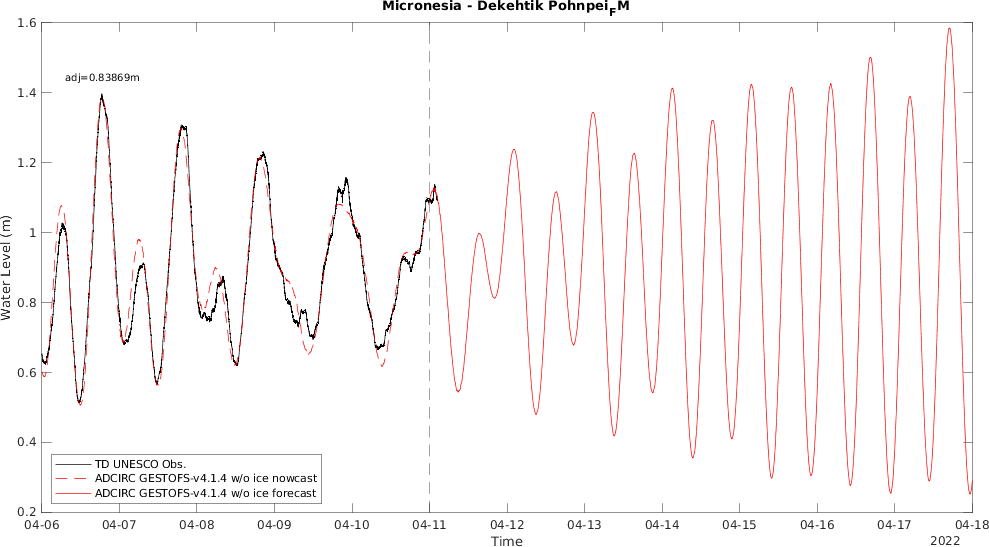 Micronesia - Dekehtik Pohnpei_FM
1.6
adj=0.83869m
1.4
1.2
1
0.8
0.6
0.4
0.2
Water Level (m)
TD UNESCO Obs.
ADCIRC GESTOFS-v4.1.4 w/o ice nowcast
ADCIRC GESTOFS-v4.1.4 w/o ice forecast
04-06 04-07 04-08 04-09 04-10 04-11 04-12 04-13 04-14 04-15 04-16 04-17 04-18
Time
2022